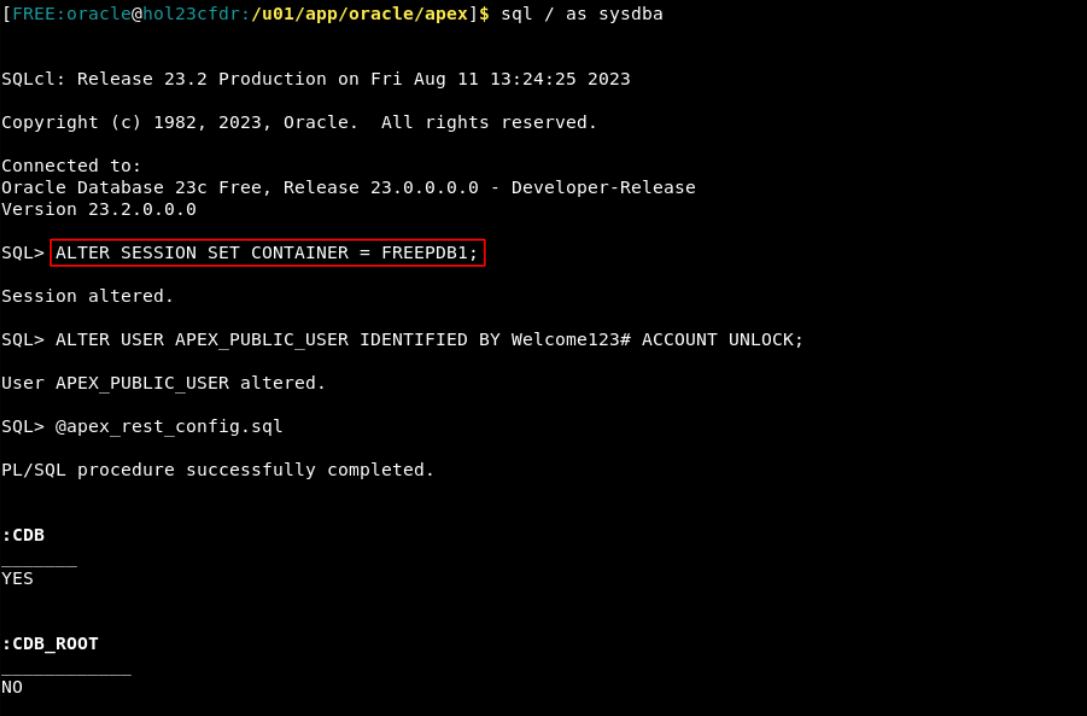 [FREE:oracle@hol23cfdr:/u01/app/oracle/apex]$ sql / as sysdba
SQLcl: Release 23.2 Production on Fri Aug 11 13:24:25 2023
Copyright (c) 1982, 2023, Oracle.  All rights reserved.
Connected to:
Oracle Database 23c Free, Release 23.0.0.0.0 - Developer-Release
Version 23.2.0.0.0
SQL> ALTER SESSION SET CONTAINER = FREEPDB1;
Session altered.
SQL> ALTER USER APEX_PUBLIC_USER IDENTIFIED BY Welcome123# ACCOUNT UNLOCK;
User APEX_PUBLIC_USER altered.
SQL> @apex_rest_config.sql
PL/SQL procedure successfully completed.
:CDB
_______
YES
:CDB_ROOT
____________
NO